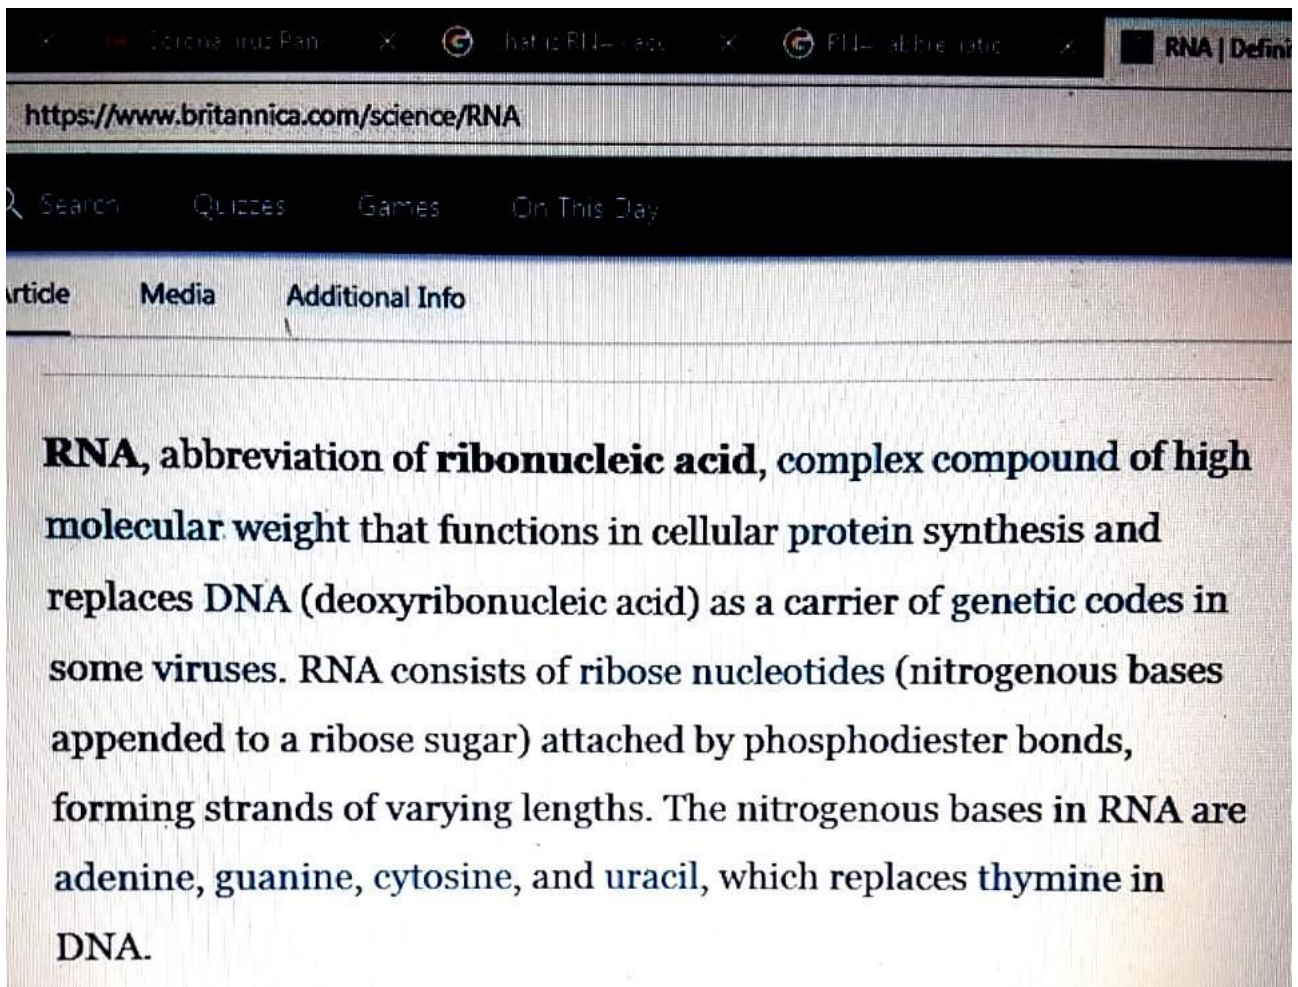 RNA | Defini
https://www.britannica.com/science/RNA
Search Quizzes Games On This Day
rticle Media Additional Info
RNA, abbreviation of ribonucleic acid, complex compound of high
molecular weight that functions in cellular protein synthesis and
replaces DNA (deoxyribonucleic acid) as a carrier of genetic codes in
some viruses. RNA consists of ribose nucleotides (nitrogenous bases
appended to a ribose sugar) attached by phosphodiester bonds,
forming strands of varying lengths. The nitrogenous bases in RNA are
adenine, guanine, cytosine, and uracil, which replaces thymine in
DNA.